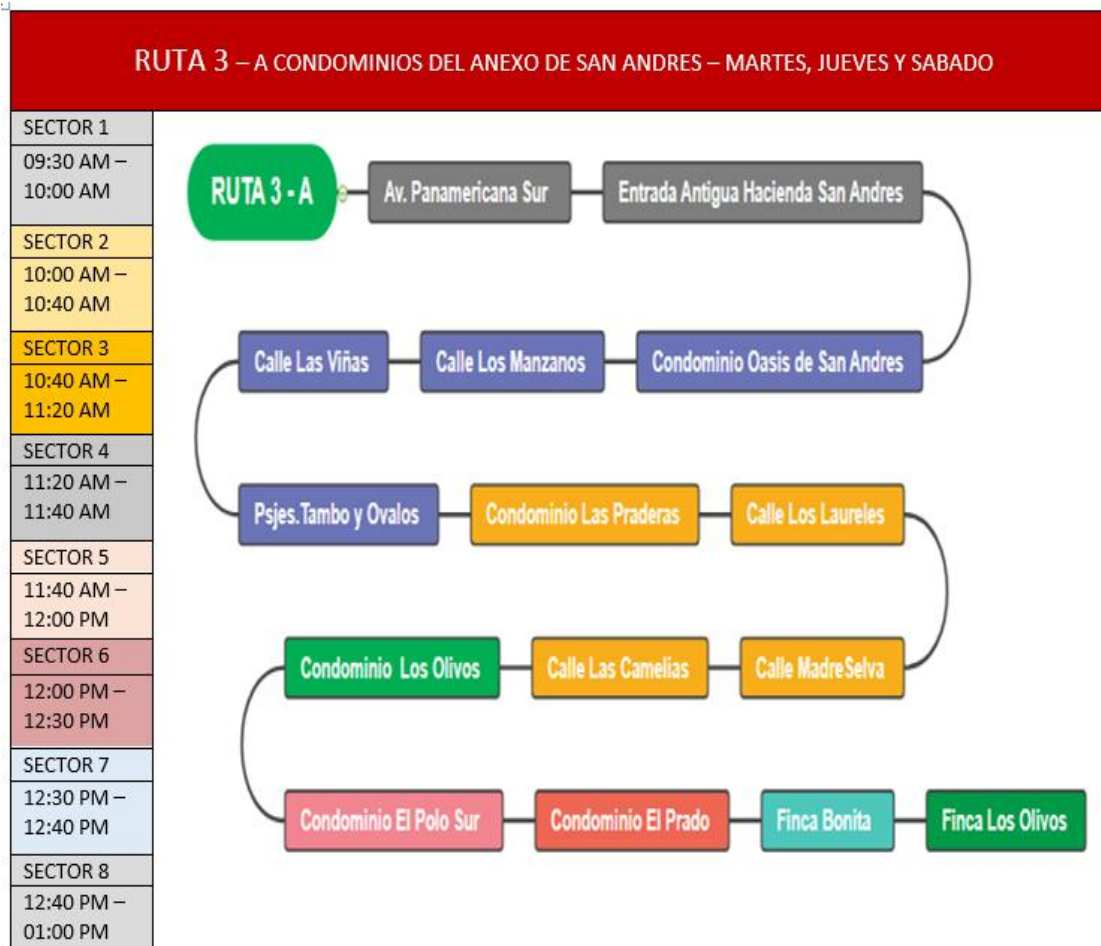 RUTA 3 – A CONDOMINIOS DEL ANEXO DE SAN ANDRES – MARTES, JUEVES Y SABADO
SECTOR 1
09:30 AM –
10:00 AM
SECTOR 2
10:00 AM –
10:40 AM
SECTOR 3
10:40 AM –
11:20 AM
SECTOR 4
11:20 AM –
11:40 AM
SECTOR 5
11:40 AM –
12:00 PM
SECTOR 6
12:00 PM –
12:30 PM
SECTOR 7
12:30 PM –
12:40 PM
SECTOR 8
12:40 PM –
01:00 PM
RUTA 3 - A
Av. Panamericana Sur
Entrada Antigua Hacienda San Andres
Calle Las Viñas
Calle Los Manzanos
Condominio Oasis de San Andres
Psjes.Tambo y Ovalos
Condominio Las Praderas
Calle Los Laureles
Condominio Los Olivos
Calle Las Camelias
Calle MadreSelva
Condominio El Polo Sur
Condominio El Prado
Finca Bonita
Finca Los Olivos